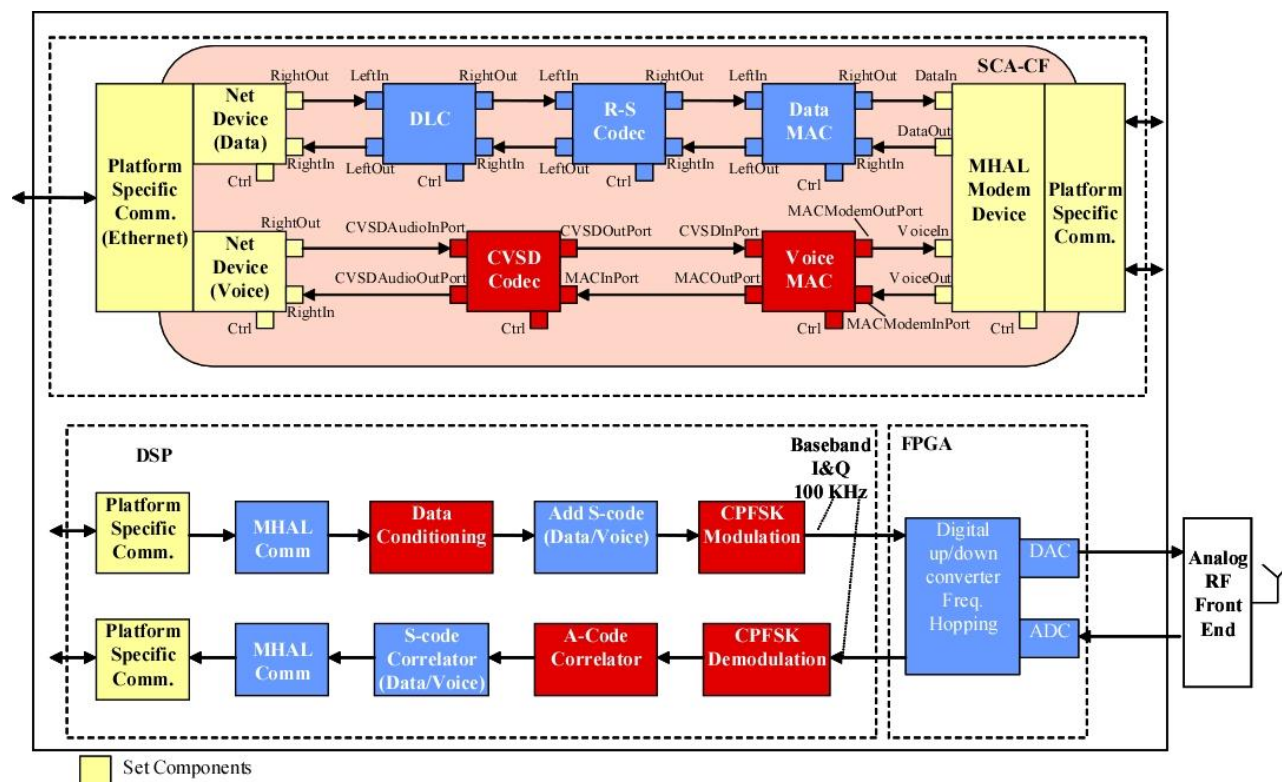 SCA-CF
RightOut
LeftIn
RightOut
LeftIn
RightOut
LeftIn
RightOut
DataIn
Net
Device
(Data)
DLC
R-S
Codec
Data
MAC
DataOut
RightIn
LeftOut
RightIn
LeftOut
RightIn
LeftOut
RightIn
Ctrl
Ctrl
Ctrl
Ctrl
Platform
Specific
Comm.
(Ethernet)
MHAL
Modem
Device
Platform
Specific
Comm.
RightOut
CVSDAudioInPort
CVSDOutPort
CVSDInPort
MACModemOutPort
VoiceIn
Net
Device
(Voice)
CVSD
Codec
Voice
MAC
CVSDAudioOutPort
MACInPort
MACOutPort
VoiceOut
RightIn
MACModemInPort
Ctrl
Ctrl
Ctrl
Ctrl
DSP
Baseband
I&Q
100 KHz
FPGA
Platform
Specific
Comm.
MHAL
Comm
Data
Conditioning
Add S-code
(Data/Voice)
CPFSK
Modulation
Digital
up/down
converter
Freq.
Hopping
DAC
ADC
Analog
RF
Front
End
Platform
Specific
Comm.
MHAL
Comm
S-code
Correlator
(Data/Voice)
A-Code
Correlator
CPFSK
Demodulation
Set Components